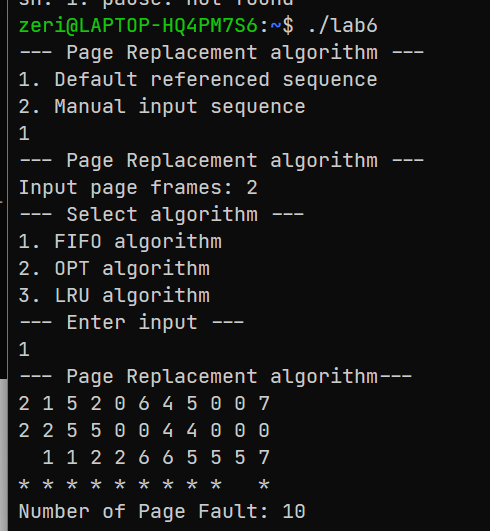 sh: 1: pause: not found
zeri@LAPTOP-HQ4PM7S6:~$ ./lab6
--- Page Replacement algorithm ---
1. Default referenced sequence
2. Manual input sequence
1
--- Page Replacement algorithm ---
Input page frames: 2
--- Select algorithm ---
1. FIFO algorithm
2. OPT algorithm
3. LRU algorithm
--- Enter input ---
1
--- Page Replacement algorithm---
2 1 5 2 0 6 4 5 0 0 7
2 2 5 5 0 0 4 4 0 0 0
  1 1 2 2 6 6 5 5 5 7
* * * * * * * * *   *
Number of Page Fault: 10